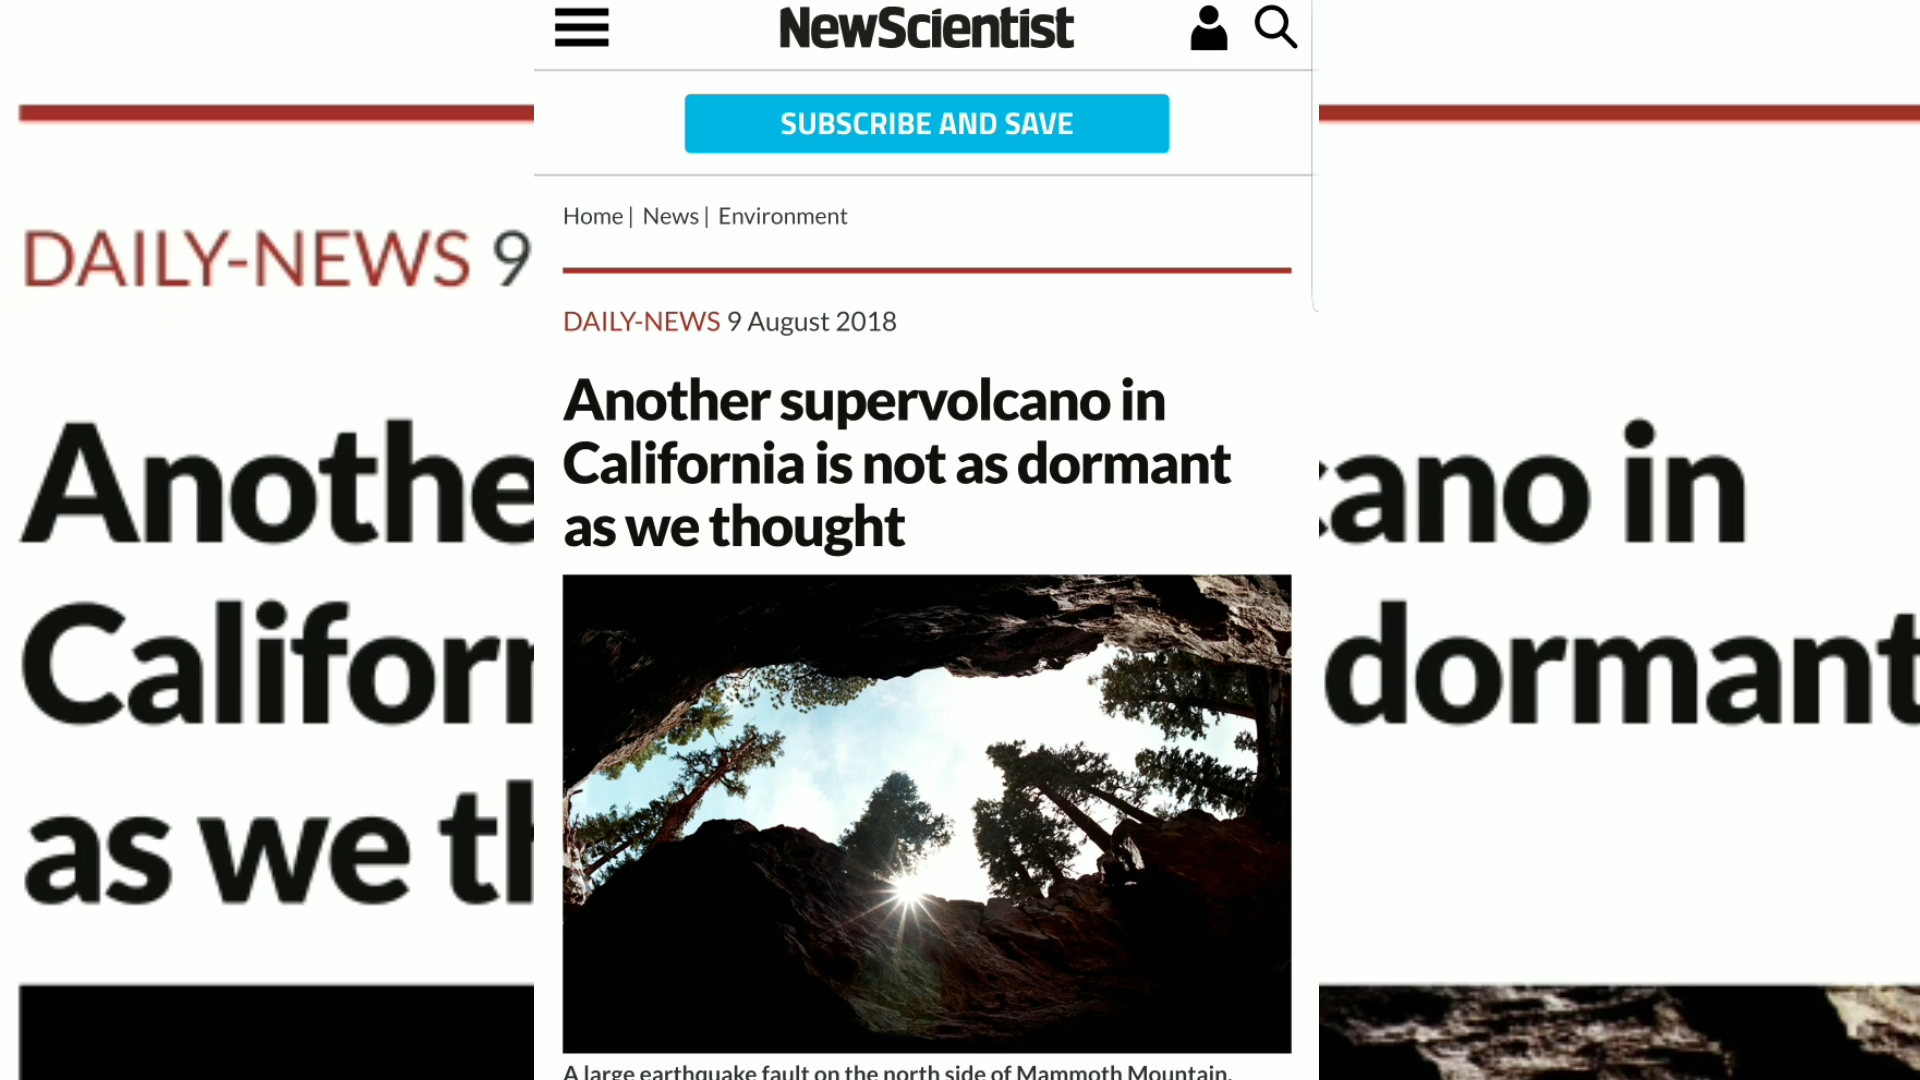 NewScientist
SUBSCRIBE AND SAVE
Home | News | Environment
DAILY-NEWS 9 August 2018
Another supervolcano in
California is not as dormant
as we thought
A large earthquake fault on the north side of Mammoth Mountain.
DAILY-NEWS 9
Anothe
cano in
Californ
dormant
as we th